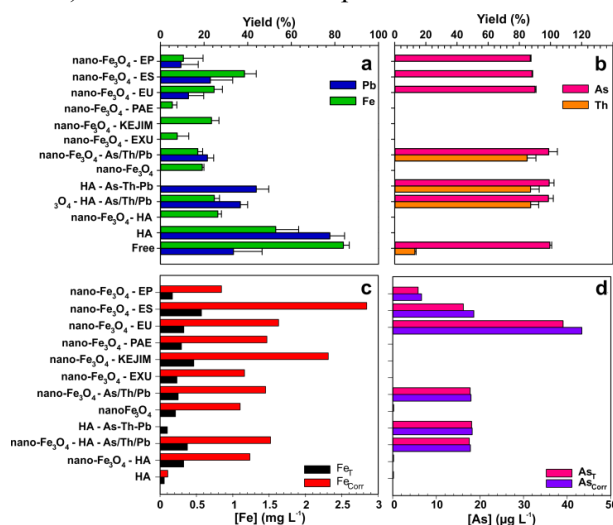 Yield (%)
0 20 40 60 80 100
Yield (%)
0 20 40 60 80 100 120
nano-Fe₃O₄ - EP
nano-Fe₃O₄ - ES
nano-Fe₃O₄ - EU
nano-Fe₃O₄ - PAE
nano-Fe₃O₄ - KEJIM
nano-Fe₃O₄ - EXU
nano-Fe₃O₄ - As/Th/Pb
nano-Fe₃O₄
HA - As-Th-Pb
₃O₄ - HA - As/Th/Pb
nano-Fe₃O₄ - HA
HA
Free
a
Pb
Fe
b
As
Th
nano-Fe₃O₄ - EP
nano-Fe₃O₄ - ES
nano-Fe₃O₄ - EU
nano-Fe₃O₄ - PAE
nano-Fe₃O₄ - KEJIM
nano-Fe₃O₄ - EXU
nano-Fe₃O₄ - As/Th/Pb
nanoFe₃O₄
HA - As-Th-Pb
nano-Fe₃O₄ - HA - As/Th/Pb
nano-Fe₃O₄ - HA
HA
c
Fe_T
Fe_Corr
d
As_T
As_Corr
0 0.5 1 1.5 2 2.5 3
[Fe] (mg L⁻¹)
0 10 20 30 40 50
[As] (µg L⁻¹)